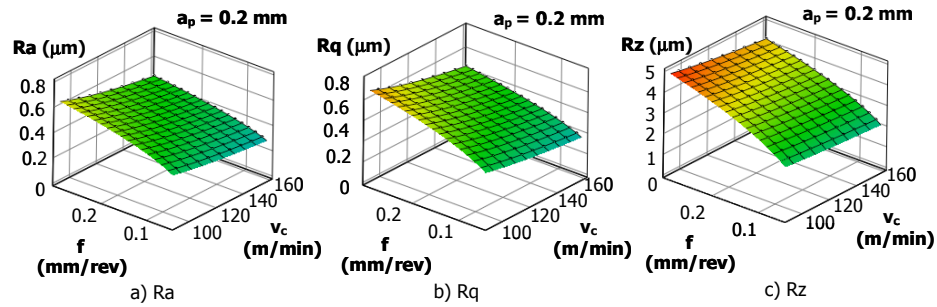 aₚ = 0.2 mm
Ra (μm)
0.8
0.6
0.4
0.2
0
0.2
0.1
f
(mm/rev)
100
120
140
160
v꜀
(m/min)
a) Ra
aₚ = 0.2 mm
Rq (μm)
0.8
0.6
0.4
0.2
0
0.2
0.1
f
(mm/rev)
100
120
140
160
v꜀
(m/min)
b) Rq
aₚ = 0.2 mm
Rz (μm)
5
4
3
2
1
0
0.2
0.1
f
(mm/rev)
100
120
140
160
v꜀
(m/min)
c) Rz